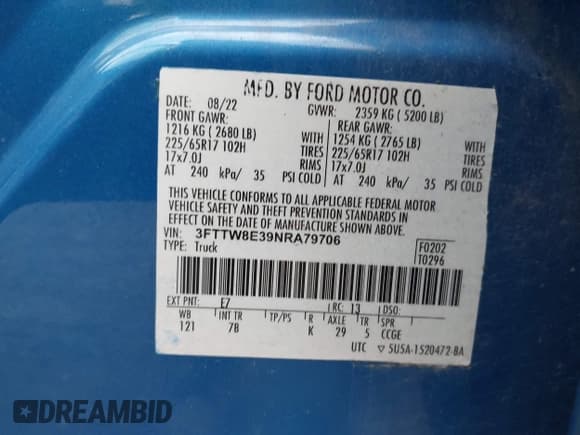 MFD. BY FORD MOTOR CO.
DATE: 08/22 GVWR: 2359 KG ( 5200 LB)
FRONT GAWR: REAR GAWR:
1216 KG ( 2680 LB) WITH 1254 KG ( 2765 LB) WITH
225/65R17 102H TIRES 225/65R17 102H TIRES
17x7.0J RIMS 17x7.0J RIMS
AT 240 kPa/ 35 PSI COLD AT 240 kPa/ 35 PSI COLD
THIS VEHICLE CONFORMS TO ALL APPLICABLE FEDERAL MOTOR
VEHICLE SAFETY AND THEFT PREVENTION STANDARDS IN
EFFECT ON THE DATE OF MANUFACTURE SHOWN ABOVE.
VIN: 3FTTW8E39NRA79706
TYPE: Truck
F0202
T0296
EXT PNT: E7 RC: 13 DSO:
WB INT TR TP/PS R AXLE TR SPR
121 7B K 29 5 CCGE
UTC 5U5A-1520472-BA
DREAMBID